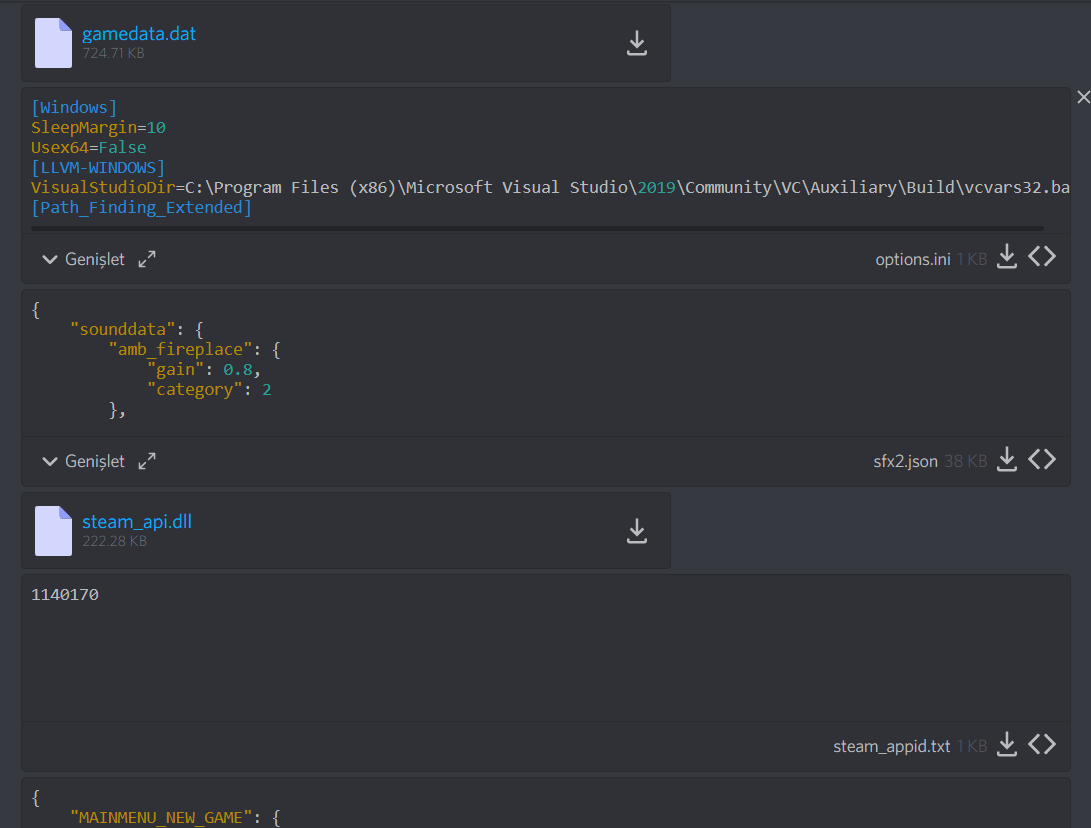 gamedata.dat
724.71 KB
[Windows]
SleepMargin=10
Usex64=False
[LLVM-WINDOWS]
VisualStudioDir=C:\Program Files (x86)\Microsoft Visual Studio\2019\Community\VC\Auxiliary\Build\vcvars32.ba
[Path_Finding_Extended]
Genişlet
options.ini 1 KB
{
"sounddata": {
"amb_fireplace": {
"gain": 0.8,
"category": 2
},
Genişlet
sfx2.json 38 KB
steam_api.dll
222.28 KB
1140170
steam_appid.txt 1 KB
{
"MAINMENU_NEW_GAME": {